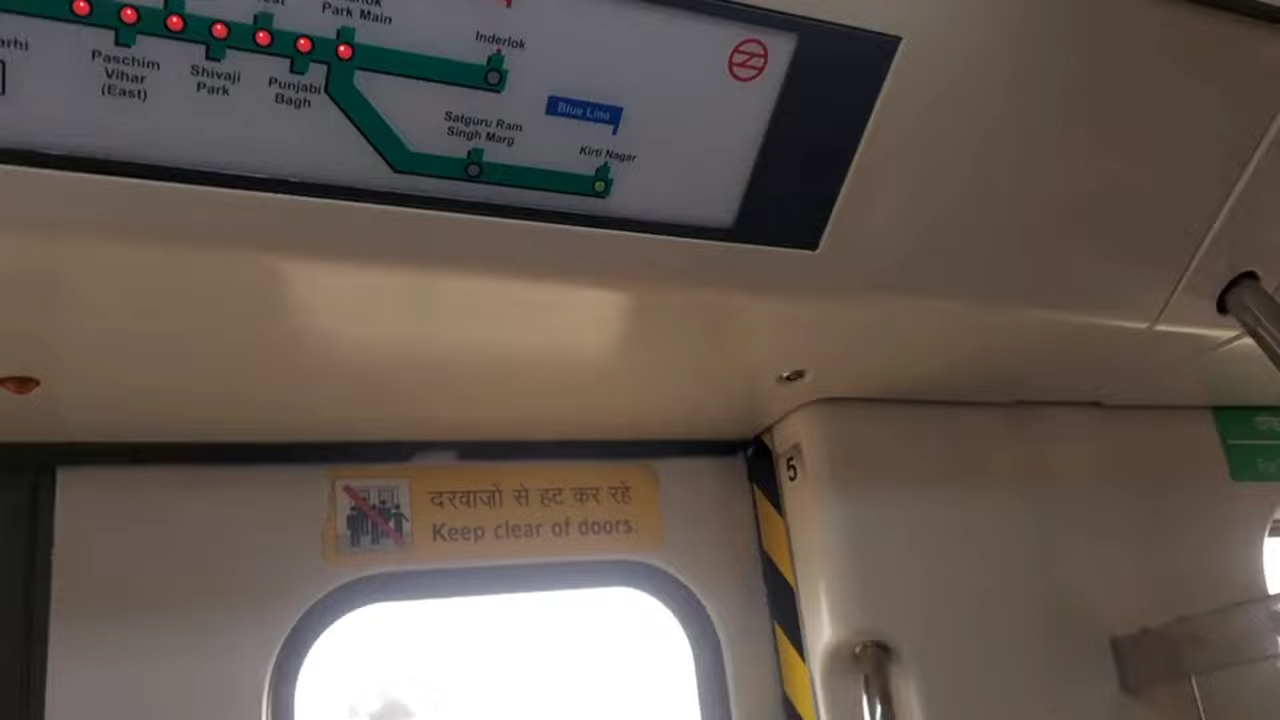 Park Main
Inderlok
Paschim
Vihar
(East)
Shivaji
Park
Punjabi
Bagh
Satguru Ram
Singh Marg
Blue Line
Kirti Nagar
5
दरवाजों से हट कर रहें
Keep clear of doors.